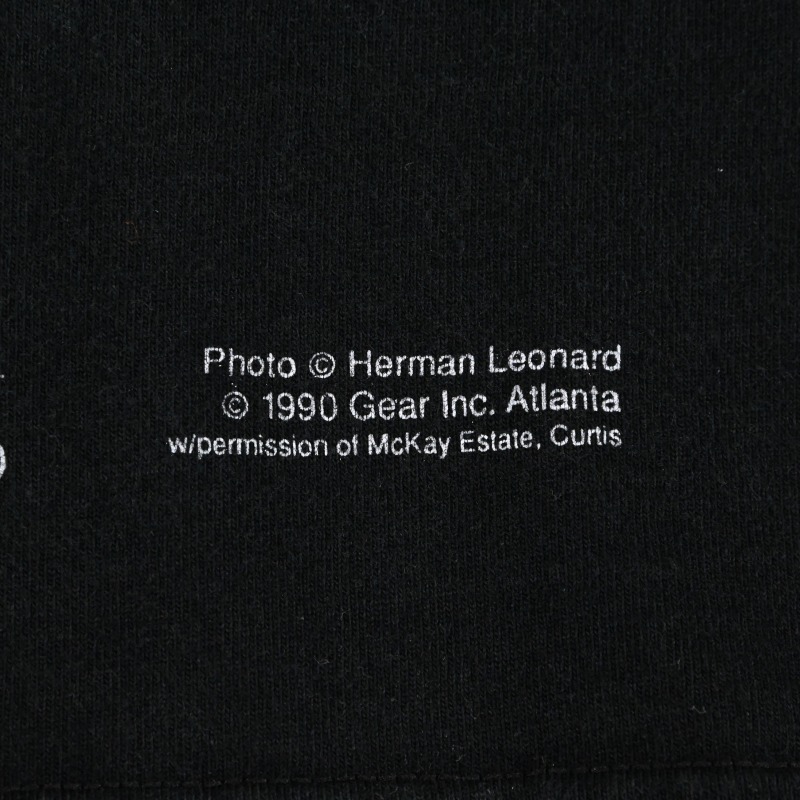 Photo © Herman Leonard
© 1990 Gear Inc. Atlanta
w/permission of McKay Estate, Curtis